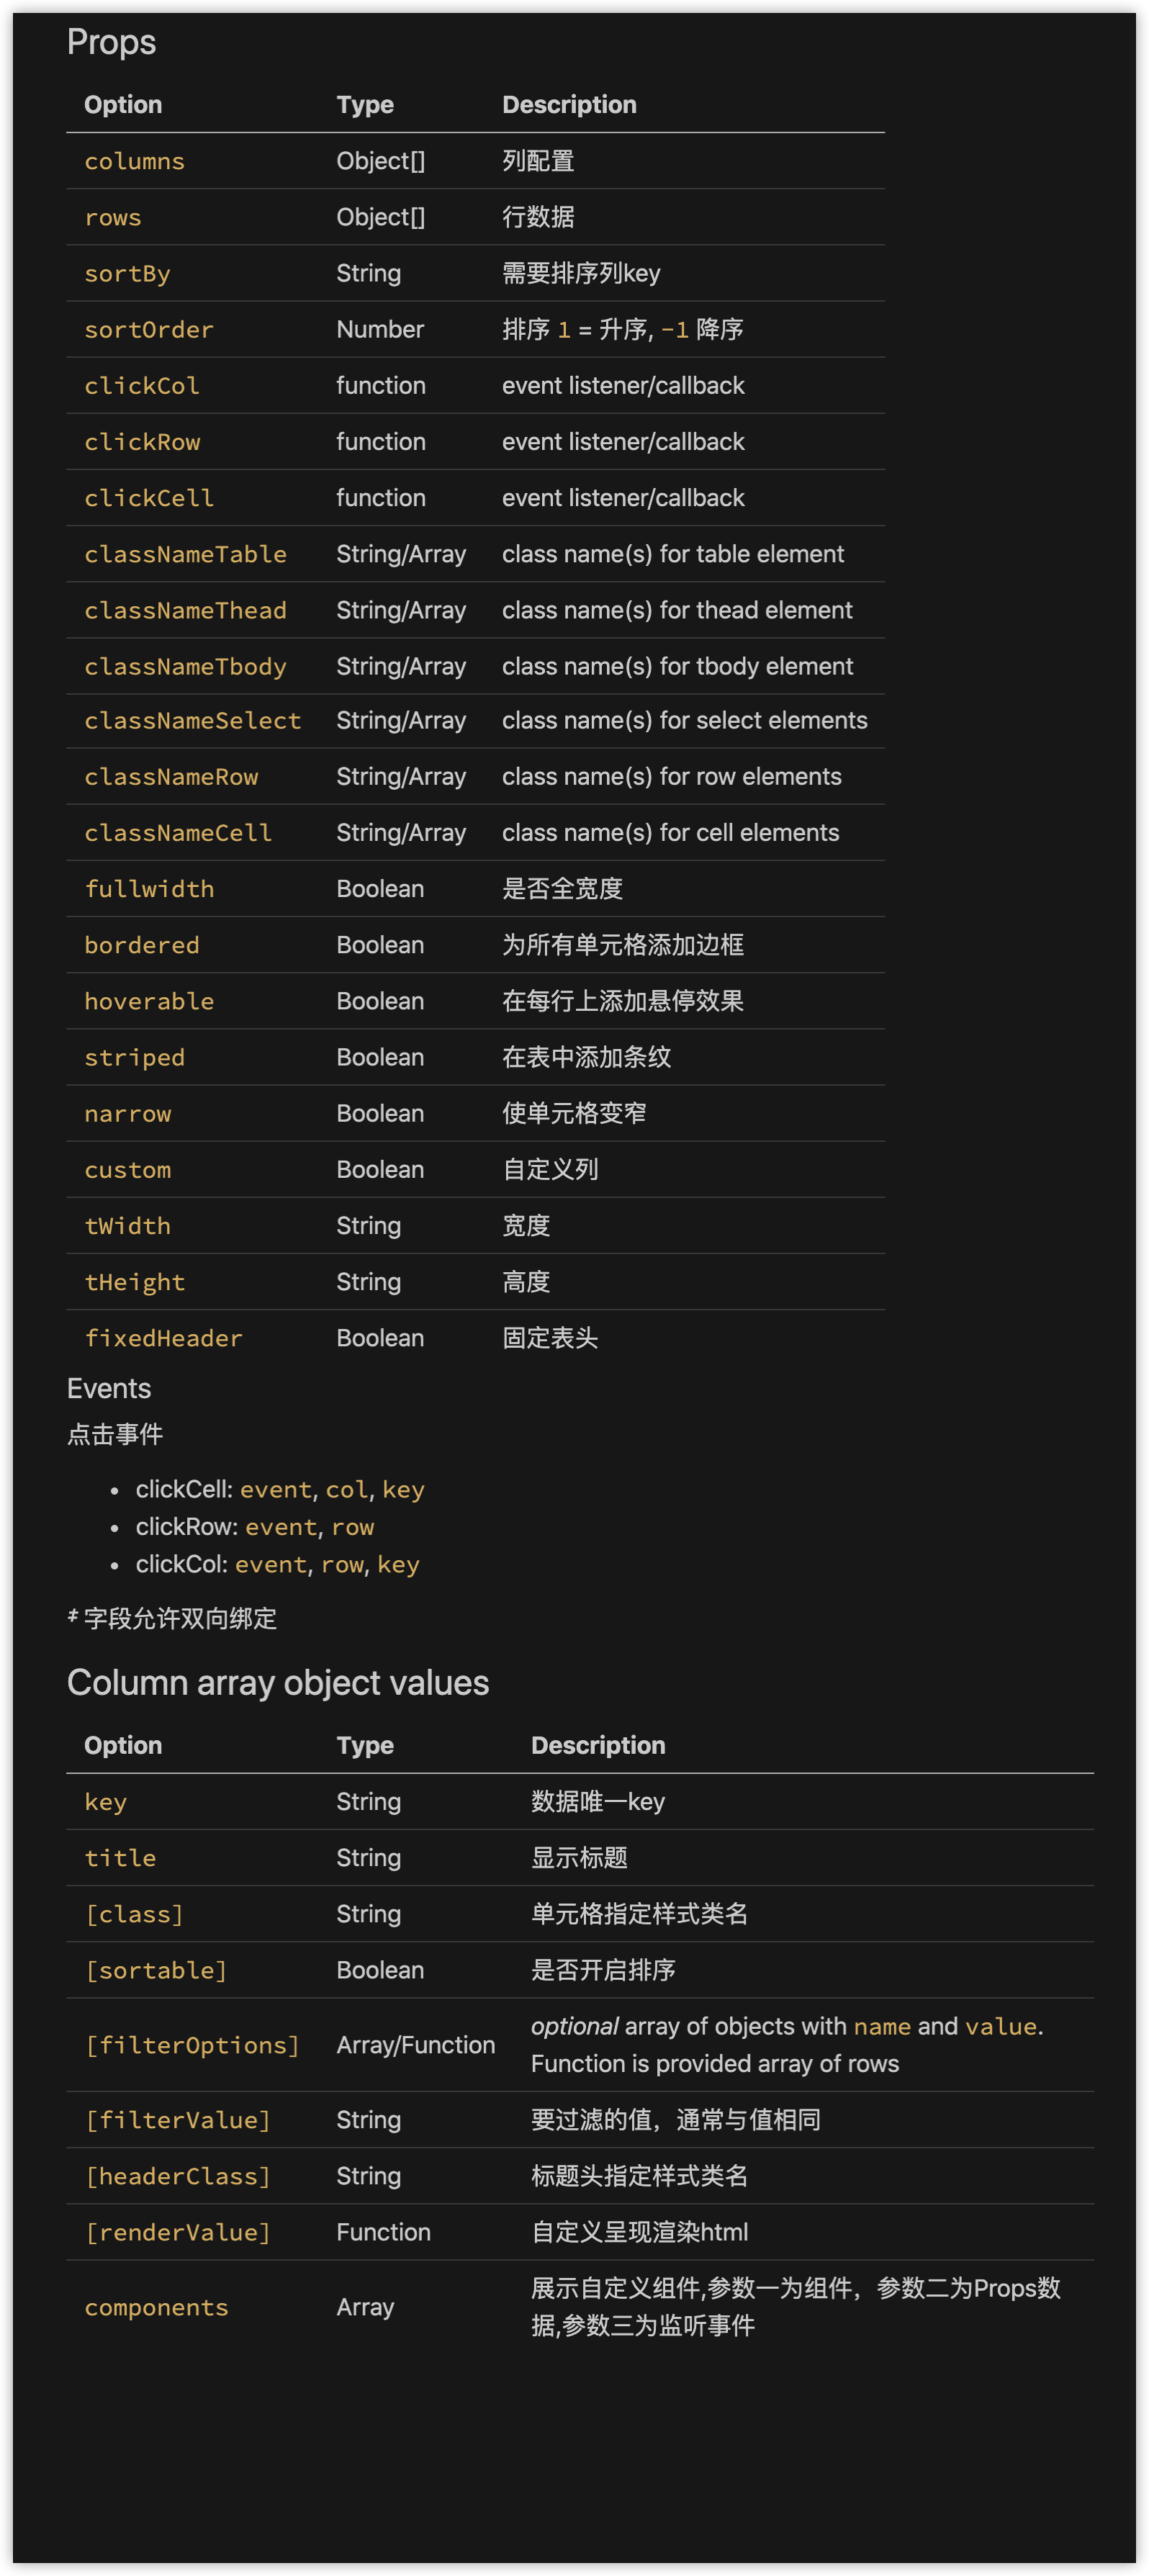 Props
Option Type Description
columns Object[] 列配置
rows Object[] 行数据
sortBy String 需要排序列key
sortOrder Number 排序 1 = 升序, -1 降序
clickCol function event listener/callback
clickRow function event listener/callback
clickCell function event listener/callback
classNameTable String/Array class name(s) for table element
classNameThead String/Array class name(s) for thead element
classNameTbody String/Array class name(s) for tbody element
classNameSelect String/Array class name(s) for select elements
classNameRow String/Array class name(s) for row elements
classNameCell String/Array class name(s) for cell elements
fullwidth Boolean 是否全宽度
bordered Boolean 为所有单元格添加边框
hoverable Boolean 在每行上添加悬停效果
striped Boolean 在表中添加条纹
narrow Boolean 使单元格变窄
custom Boolean 自定义列
tWidth String 宽度
tHeight String 高度
fixedHeader Boolean 固定表头
Events
点击事件
• clickCell: event, col, key
• clickRow: event, row
• clickCol: event, row, key
‡ 字段允许双向绑定
Column array object values
Option Type Description
key String 数据唯一key
title String 显示标题
[class] String 单元格指定样式类名
[sortable] Boolean 是否开启排序
[filterOptions] Array/Function optional array of objects with name and value.
Function is provided array of rows
[filterValue] String 要过滤的值，通常与值相同
[headerClass] String 标题头指定样式类名
[renderValue] Function 自定义呈现渲染html
components Array 展示自定义组件,参数一为组件，参数二为Props数
据,参数三为监听事件